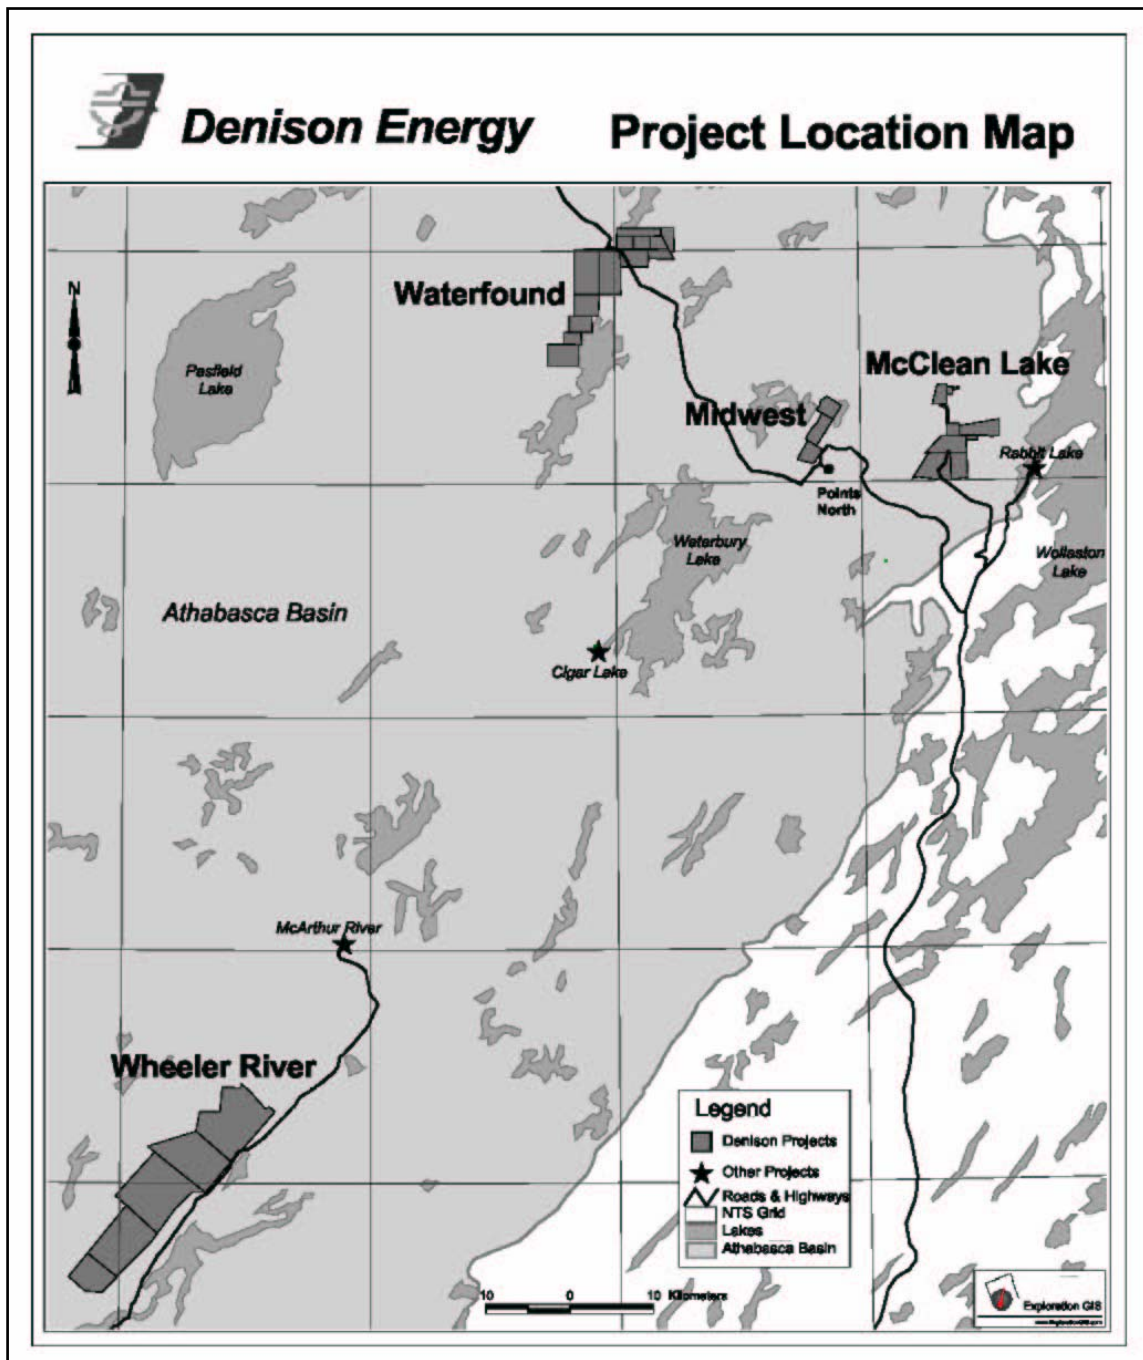 Denison Energy
Project Location Map
Waterfound
N
McClean Lake
Pasfield
Lake
Midwest
Rabbit Lake
Points
North
Waterbury
Lake
Wollaston
Lake
Athabasca Basin
Cigar Lake
McArthur River
Wheeler River
Legend
Denison Projects
Other Projects
Roads & Highways
NTS Grid
Lakes
Athabasca Basin
10 0 10 Kilometers
Exploration GIS